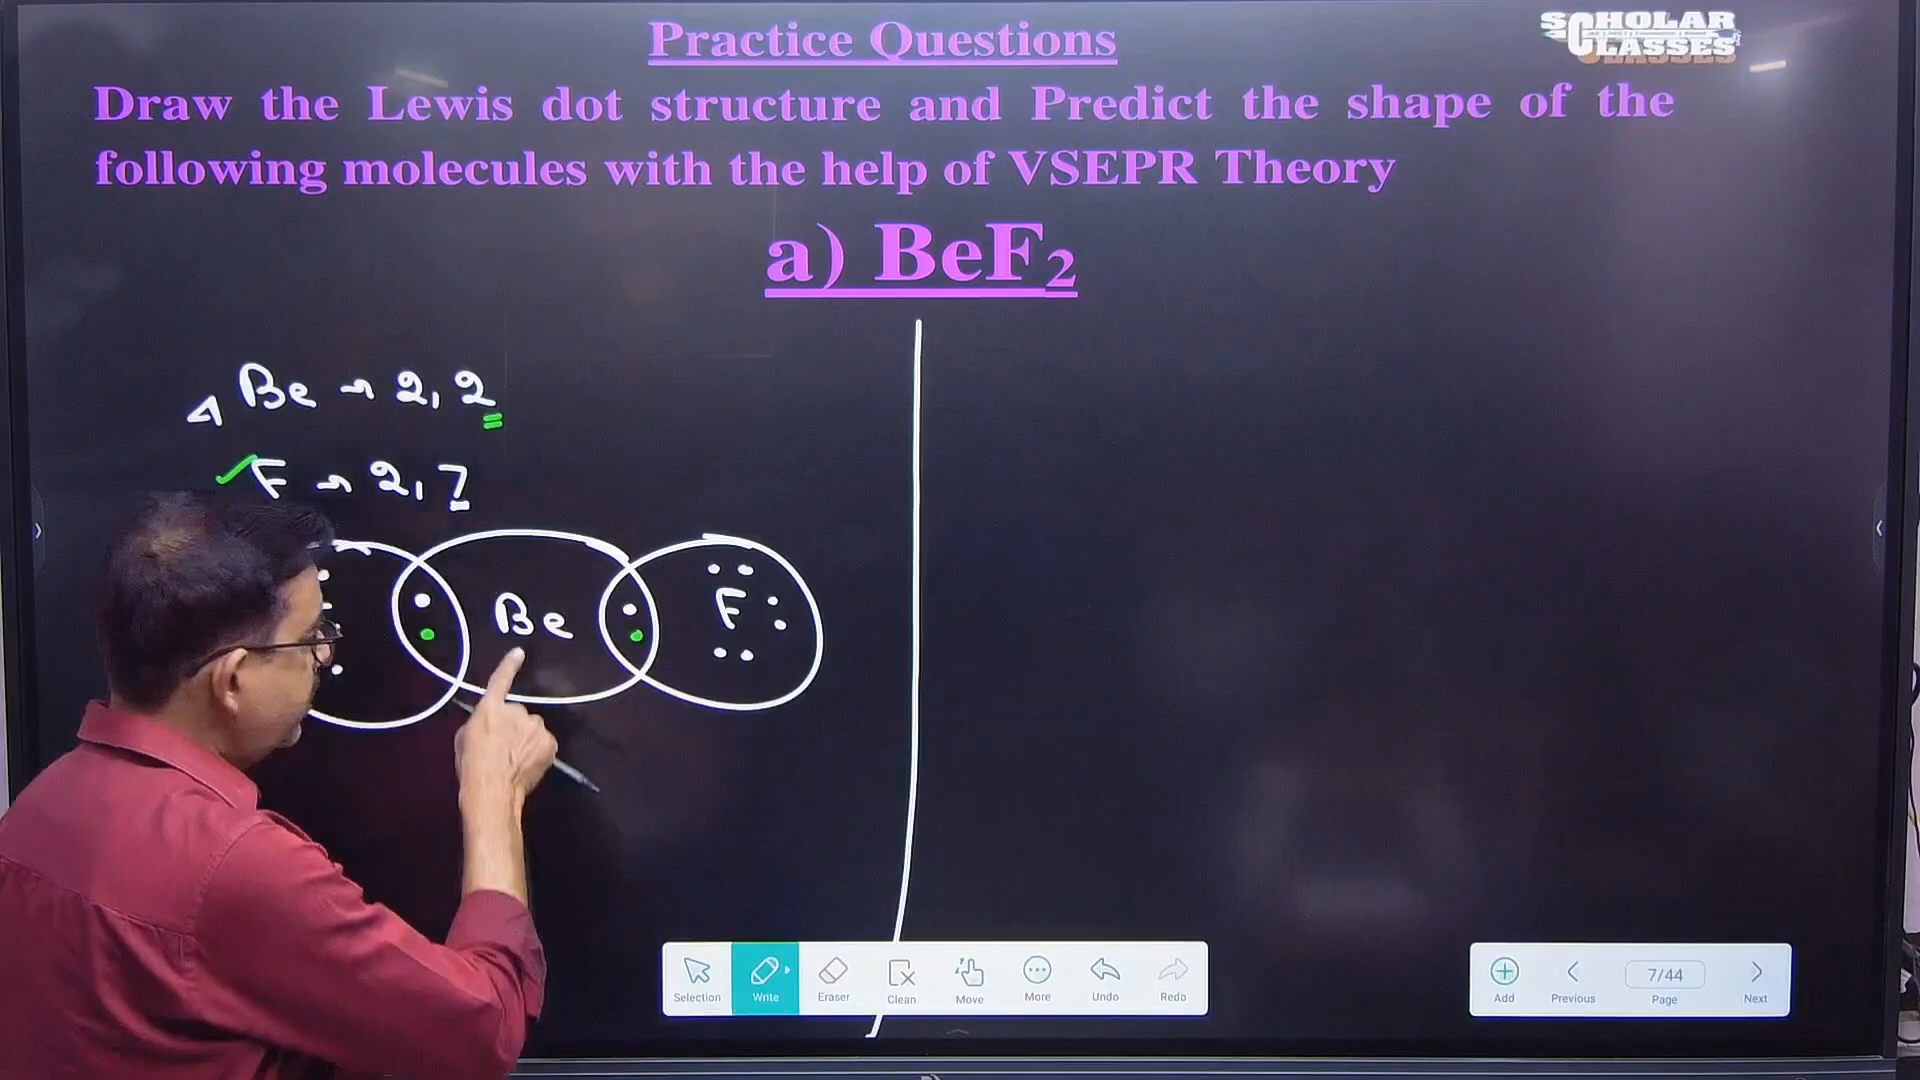 Practice Questions
SCHOLAR
CLASSES
Draw the Lewis dot structure and Predict the shape of the
following molecules with the help of VSEPR Theory
a) BeF₂
4 Be → 2, 2
✓ F → 2, 7
Be
F
Selection
Write
Eraser
Clean
Move
More
Undo
Redo
Add
Previous
7/44
Page
Next